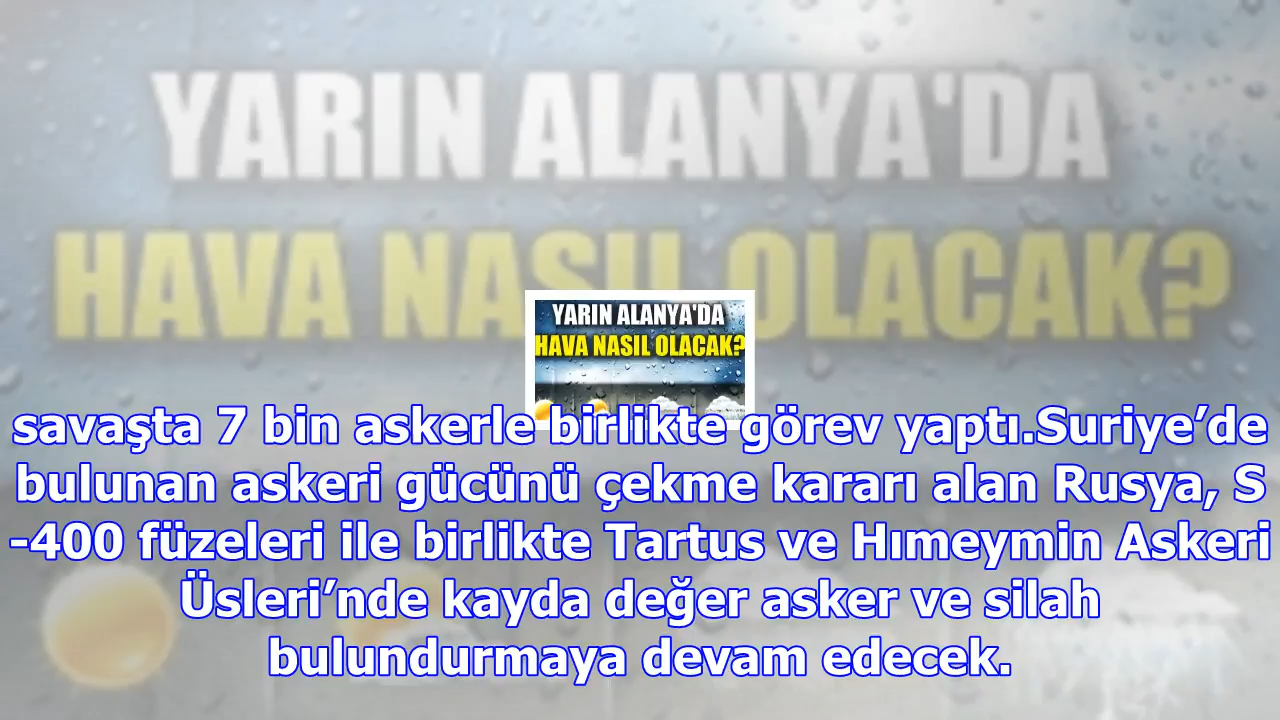 YARIN ALANYA'DA
HAVA NASIL OLACAK?
YARIN ALANYA'DA
HAVA NASIL OLACAK?
savaşta 7 bin askerle birlikte görev yaptı.Suriye’de
bulunan askeri gücünü çekme kararı alan Rusya, S
-400 füzeleri ile birlikte Tartus ve Hımeymin Askeri
Üsleri’nde kayda değer asker ve silah
bulundurmaya devam edecek.